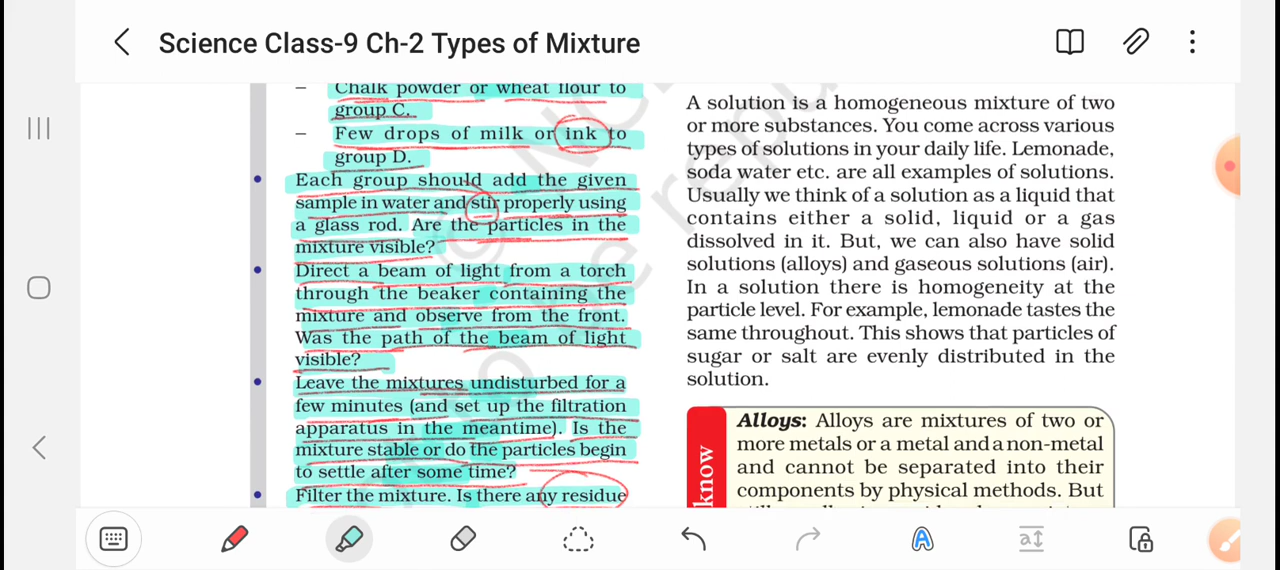 Science Class-9 Ch-2 Types of Mixture
– Chalk powder or wheat flour to
group C.
– Few drops of milk or ink to
group D.
• Each group should add the given
sample in water and stir properly using
a glass rod. Are the particles in the
mixture visible?
• Direct a beam of light from a torch
through the beaker containing the
mixture and observe from the front.
Was the path of the beam of light
visible?
• Leave the mixtures undisturbed for a
few minutes (and set up the filtration
apparatus in the meantime). Is the
mixture stable or do the particles begin
to settle after some time?
• Filter the mixture. Is there any residue
A solution is a homogeneous mixture of two
or more substances. You come across various
types of solutions in your daily life. Lemonade,
soda water etc. are all examples of solutions.
Usually we think of a solution as a liquid that
contains either a solid, liquid or a gas
dissolved in it. But, we can also have solid
solutions (alloys) and gaseous solutions (air).
In a solution there is homogeneity at the
particle level. For example, lemonade tastes the
same throughout. This shows that particles of
sugar or salt are evenly distributed in the
solution.
know
Alloys: Alloys are mixtures of two or
more metals or a metal and a non-metal
and cannot be separated into their
components by physical methods. But